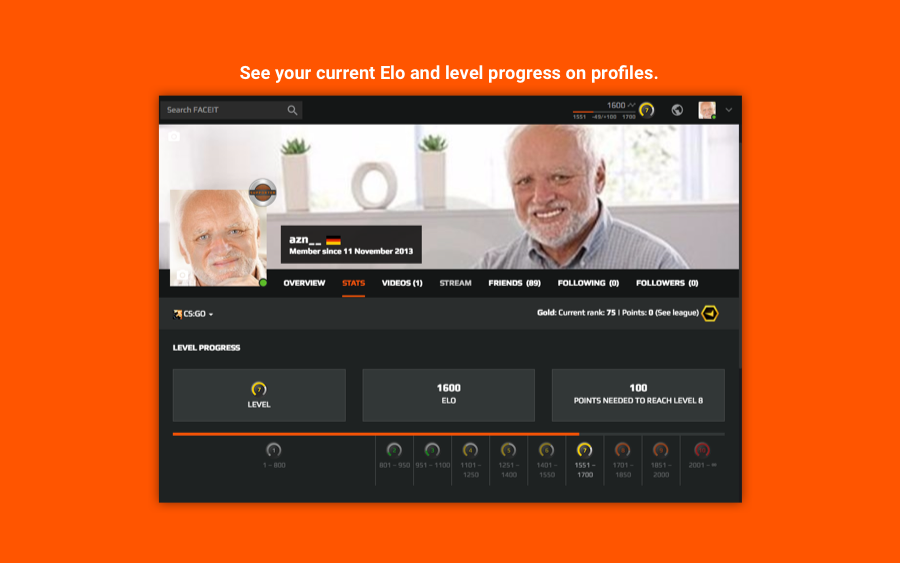 See your current Elo and level progress on profiles.
Search FACEIT
1600
7
1551 -49/+100 1700
azn__
Member since 11 November 2013
OVERVIEW STATS VIDEOS (1) STREAM FRIENDS (89) FOLLOWING (0) FOLLOWERS (0)
CS:GO
Gold: Current rank: 75 | Points: 0 (See league)
LEVEL PROGRESS
7
LEVEL
1600
ELO
100
POINTS NEEDED TO REACH LEVEL 8
1 2 3 4 5 6 7 8 9
1 – 800 801 – 950 951 – 1100 1101 – 1250 1251 – 1400 1401 – 1550 1551 – 1700 1701 – 1850 1851 – 2000 2001 – ∞